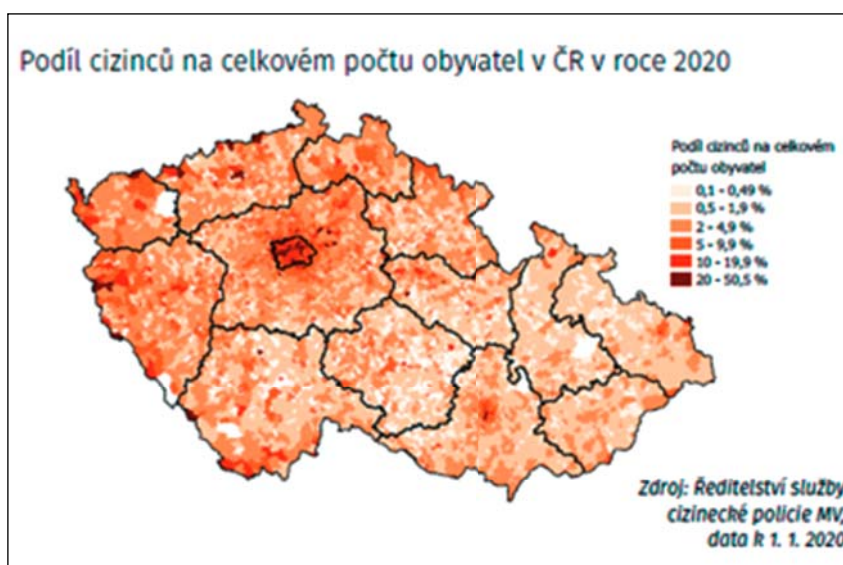 Podíl cizinců na celkovém počtu obyvatel v ČR v roce 2020
Podíl cizinců na celkovém
počtu obyvatel
0,1 - 0,49 %
0,5 - 1,9 %
2 - 4,9 %
5 - 9,9 %
10 - 19,9 %
20 - 50,5 %
Zdroj: Ředitelství služby
cizinecké policie MV,
data k 1. 1. 2020